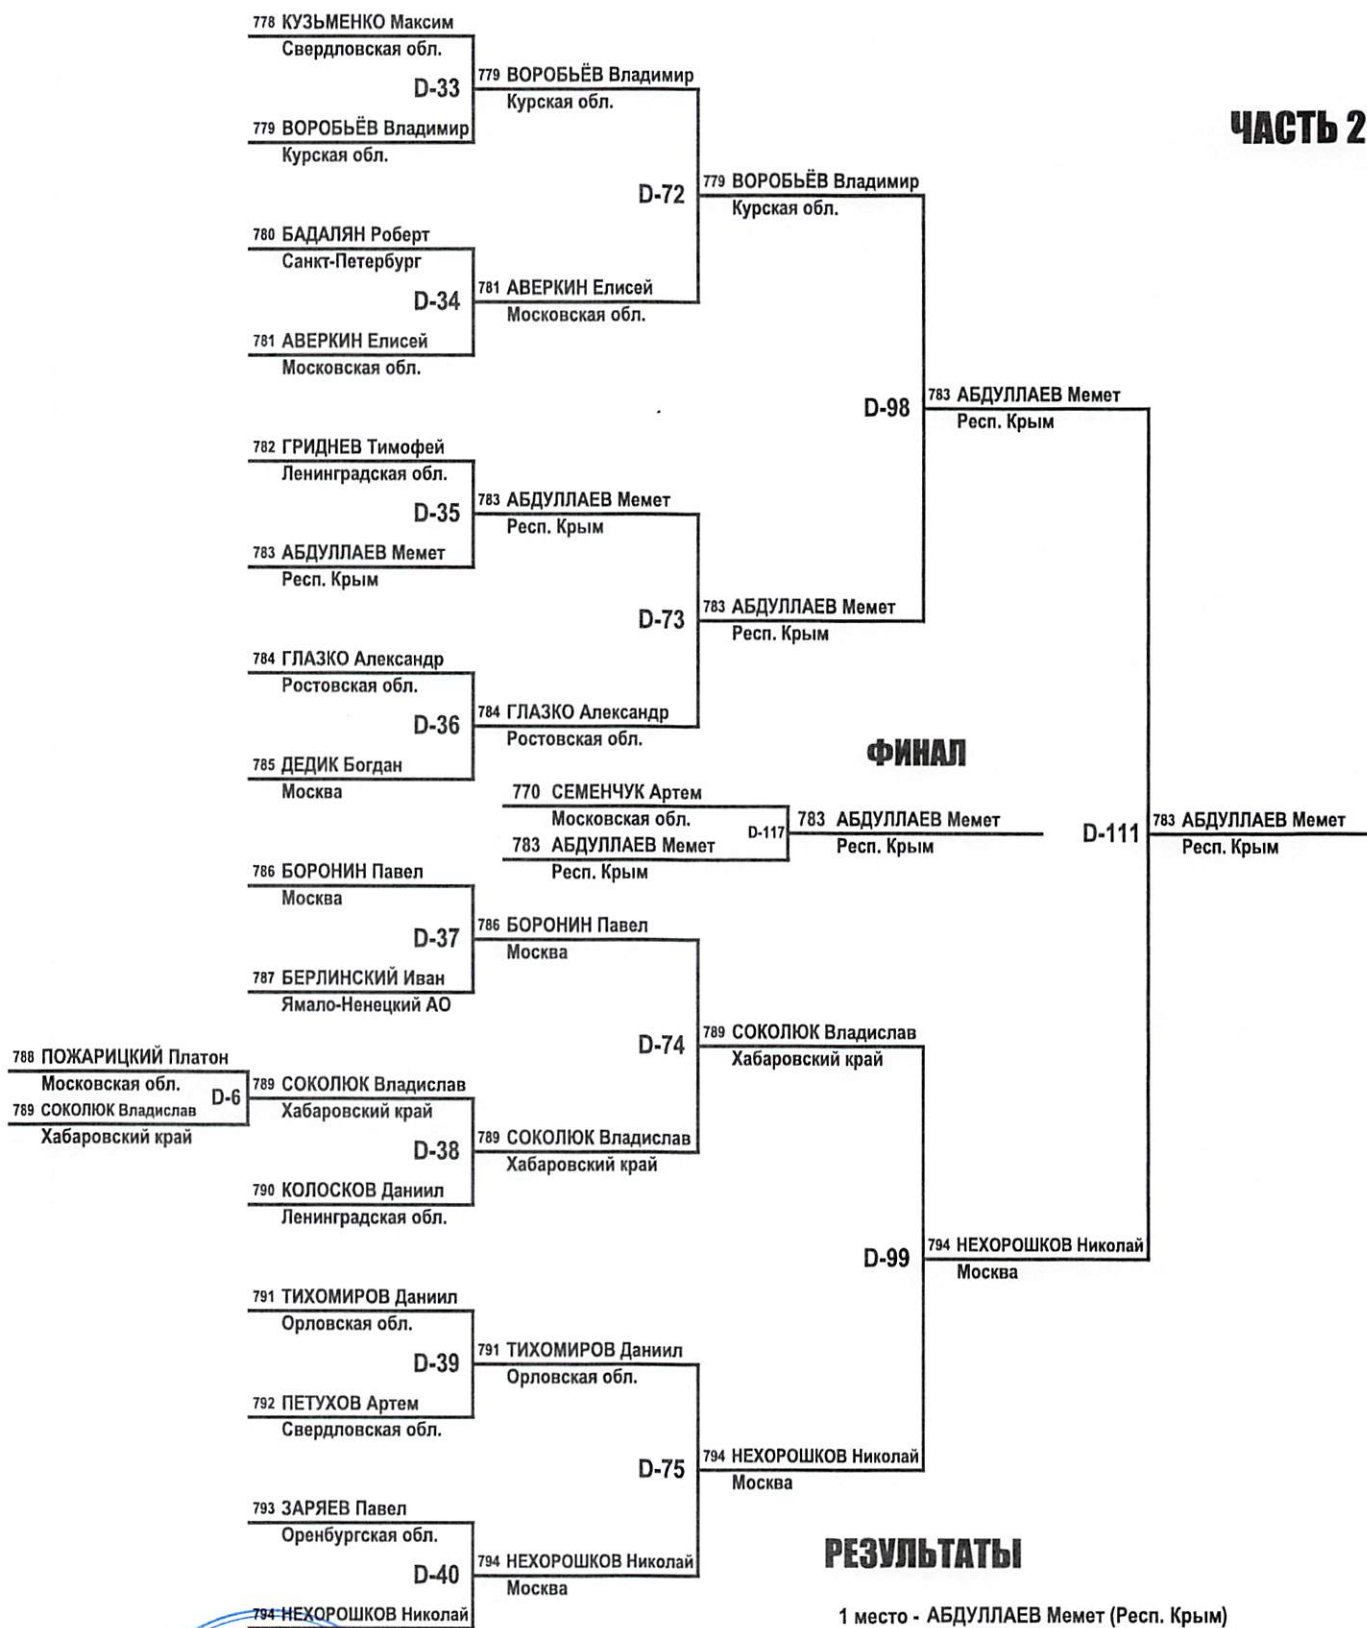 778 КУЗЬМЕНКО Максим
Свердловская обл.
D-33
779 ВОРОБЬЁВ Владимир
Курская обл.
ЧАСТЬ 2
779 ВОРОБЬЁВ Владимир
Курская обл.
D-72
779 ВОРОБЬЁВ Владимир
Курская обл.
780 БАДАЛЯН Роберт
Санкт-Петербург
D-34
781 АВЕРКИН Елисей
Московская обл.
781 АВЕРКИН Елисей
Московская обл.
D-98
783 АБДУЛЛАЕВ Мемет
Респ. Крым
782 ГРИДНЕВ Тимофей
Ленинградская обл.
D-35
783 АБДУЛЛАЕВ Мемет
Респ. Крым
783 АБДУЛЛАЕВ Мемет
Респ. Крым
D-73
783 АБДУЛЛАЕВ Мемет
Респ. Крым
784 ГЛАЗКО Александр
Ростовская обл.
D-36
784 ГЛАЗКО Александр
Ростовская обл.
785 ДЕДИК Богдан
Москва
ФИНАЛ
770 СЕМЕНЧУК Артем
Московская обл.
D-117
783 АБДУЛЛАЕВ Мемет
Респ. Крым
783 АБДУЛЛАЕВ Мемет
Респ. Крым
D-111
783 АБДУЛЛАЕВ Мемет
Респ. Крым
786 БОРОНИН Павел
Москва
D-37
786 БОРОНИН Павел
Москва
787 БЕРЛИНСКИЙ Иван
Ямало-Ненецкий АО
D-74
789 СОКОЛЮК Владислав
Хабаровский край
788 ПОЖАРИЦКИЙ Платон
Московская обл.
D-6
789 СОКОЛЮК Владислав
Хабаровский край
789 СОКОЛЮК Владислав
Хабаровский край
D-38
789 СОКОЛЮК Владислав
Хабаровский край
790 КОЛОСКОВ Даниил
Ленинградская обл.
D-99
794 НЕХОРОШКОВ Николай
Москва
791 ТИХОМИРОВ Даниил
Орловская обл.
D-39
791 ТИХОМИРОВ Даниил
Орловская обл.
792 ПЕТУХОВ Артем
Свердловская обл.
D-75
794 НЕХОРОШКОВ Николай
Москва
793 ЗАРЯЕВ Павел
Оренбургская обл.
D-40
794 НЕХОРОШКОВ Николай
Москва
794 НЕХОРОШКОВ Николай
РЕЗУЛЬТАТЫ
1 место - АБДУЛЛАЕВ Мемет (Респ. Крым)